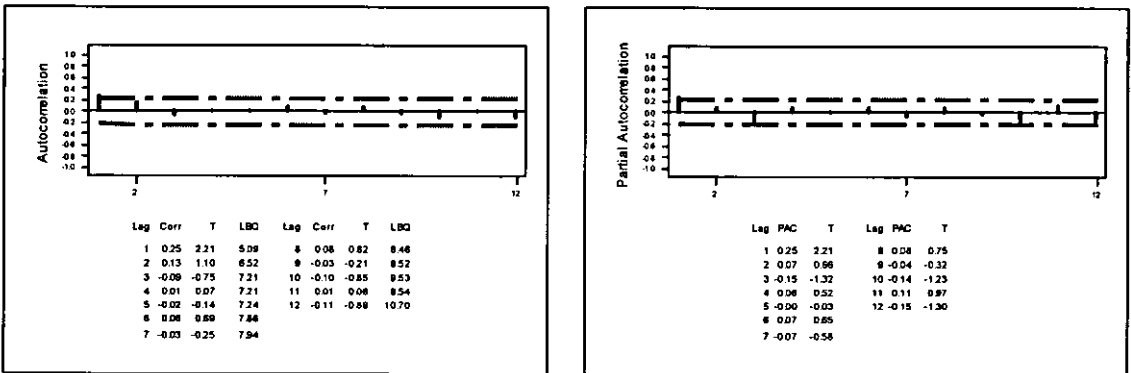 Autocorrelation
1.0
0.8
0.6
0.4
0.2
0.0
-0.2
-0.4
-0.6
-0.8
-1.0
2 7 12
Lag Corr T LBQ Lag Corr T LBQ
1 0.25 2.21 5.09 8 0.08 0.62 8.46
2 0.13 1.10 6.52 9 -0.03 -0.21 8.52
3 -0.09 -0.75 7.21 10 -0.10 -0.85 9.53
4 0.01 0.07 7.21 11 0.01 0.06 9.54
5 -0.02 -0.14 7.24 12 -0.11 -0.89 10.70
6 0.08 0.69 7.86
7 -0.03 -0.25 7.94
Partial Autocorrelation
1.0
0.8
0.6
0.4
0.2
0.0
-0.2
-0.4
-0.6
-0.8
-1.0
2 7 12
Lag PAC T Lag PAC T
1 0.25 2.21 8 0.08 0.75
2 0.07 0.66 9 -0.04 -0.32
3 -0.15 -1.32 10 -0.14 -1.23
4 0.06 0.52 11 0.11 0.97
5 -0.00 -0.03 12 -0.15 -1.30
6 0.07 0.65
7 -0.07 -0.58